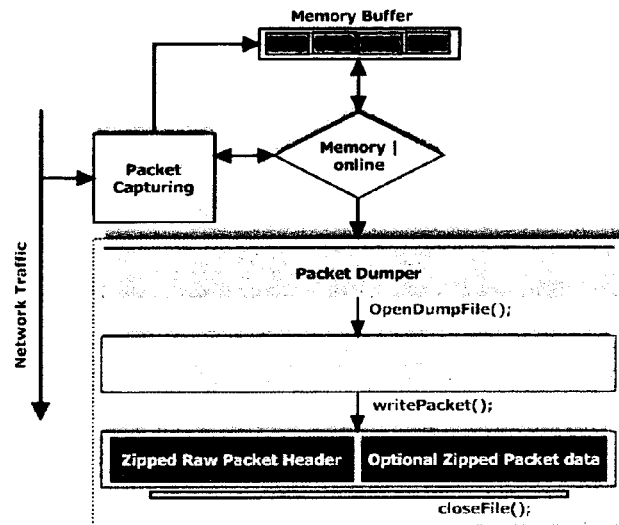 Memory Buffer
Memory |
online
Packet
Capturing
Network Traffic
Packet Dumper
OpenDumpFile();
writePacket();
Zipped Raw Packet Header
Optional Zipped Packet data
closeFile();